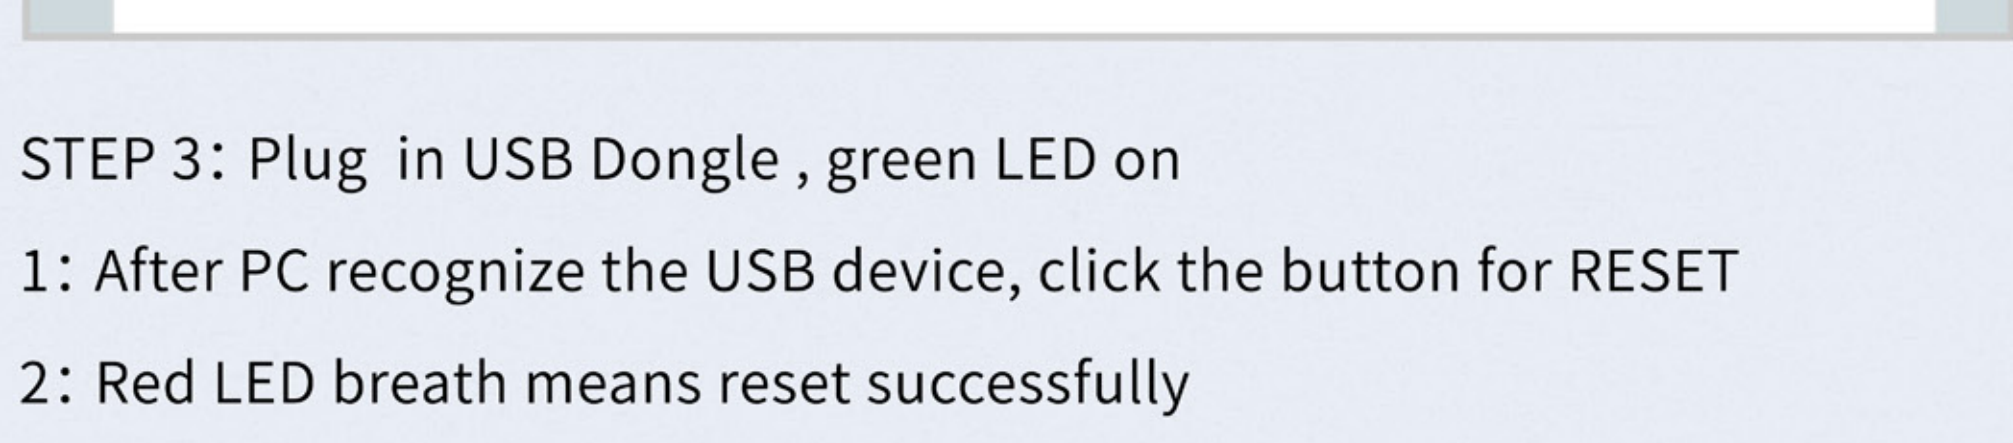 STEP 3: Plug in USB Dongle , green LED on
1: After PC recognize the USB device, click the button for RESET
2: Red LED breath means reset successfully